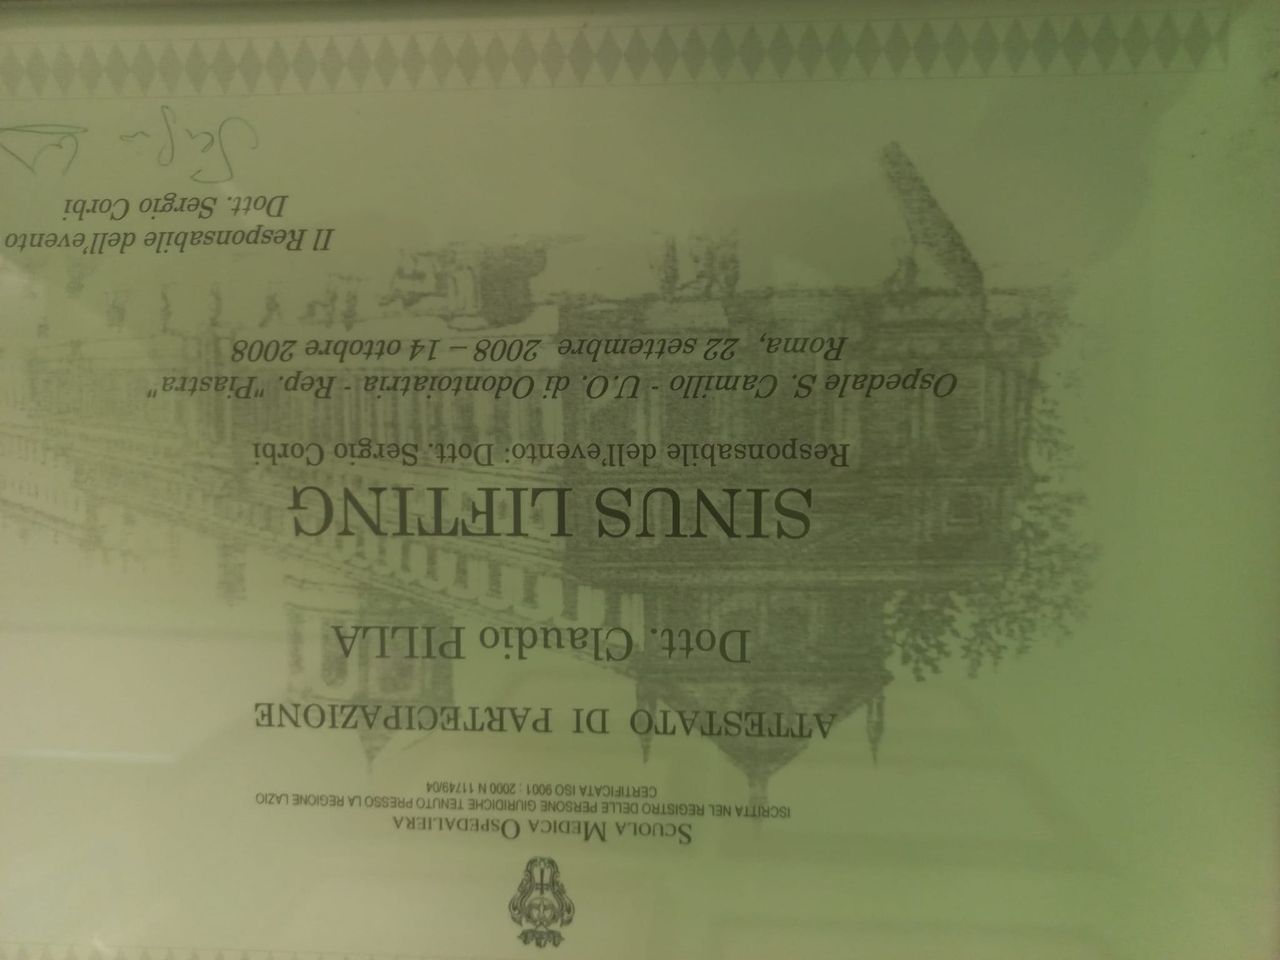 SCUOLA MEDICA OSPEDALIERA
ISCRITTA NEL REGISTRO DELLE PERSONE GIURIDICHE TENUTO PRESSO LA REGIONE LAZIO
CERTIFICATA ISO 9001 : 2000 N 11749/04
ATTESTATO DI PARTECIPAZIONE
Dott. Claudio PILLA
SINUS LIFTING
Responsabile dell'evento: Dott. Sergio Corbi
Ospedale S. Camillo - U.O. di Odontoiatria - Rep. "Piastra"
Roma, 22 settembre 2008 – 14 ottobre 2008
Il Responsabile dell'evento
Dott. Sergio Corbi